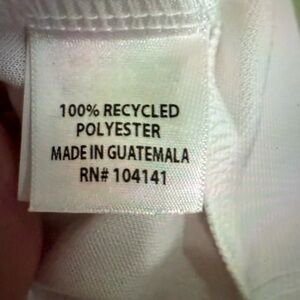 100% RECYCLED
POLYESTER
MADE IN GUATEMALA
RN# 104141